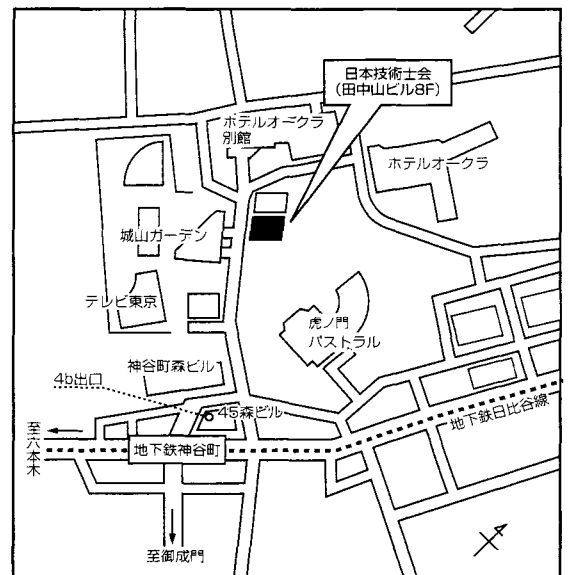 日本技術士会
(田中山ビル8F)
ホテルオークラ
別館
ホテルオークラ
城山ガーデン
テレビ東京
虎ノ門
パストラル
神谷町森ビル
4b出口
45森ビル
至六本木
地下鉄神谷町
地下鉄日比谷線
至御成門